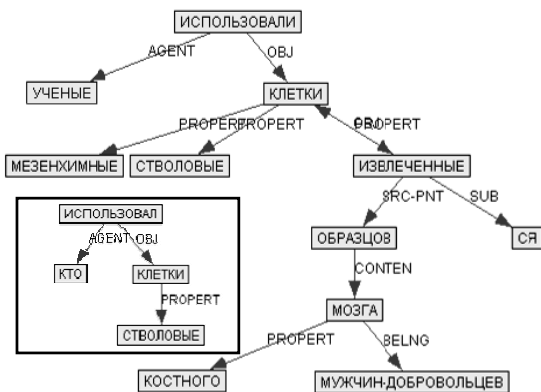 ИСПОЛЬЗОВАЛИ
AGENT OBJ
УЧЕНЫЕ КЛЕТКИ
PROPERT PROPERT OBJ PROPERT
МЕЗЕНХИМНЫЕ СТВОЛОВЫЕ ИЗВЛЕЧЕННЫЕ
SRC-PNT SUB
ОБРАЗЦОВ СЯ
CONTEN
МОЗГА
PROPERT BELNG
КОСТНОГО МУЖЧИН-ДОБРОВОЛЬЦЕВ
ИСПОЛЬЗОВАЛ
AGENT OBJ
КТО КЛЕТКИ
PROPERT
СТВОЛОВЫЕ